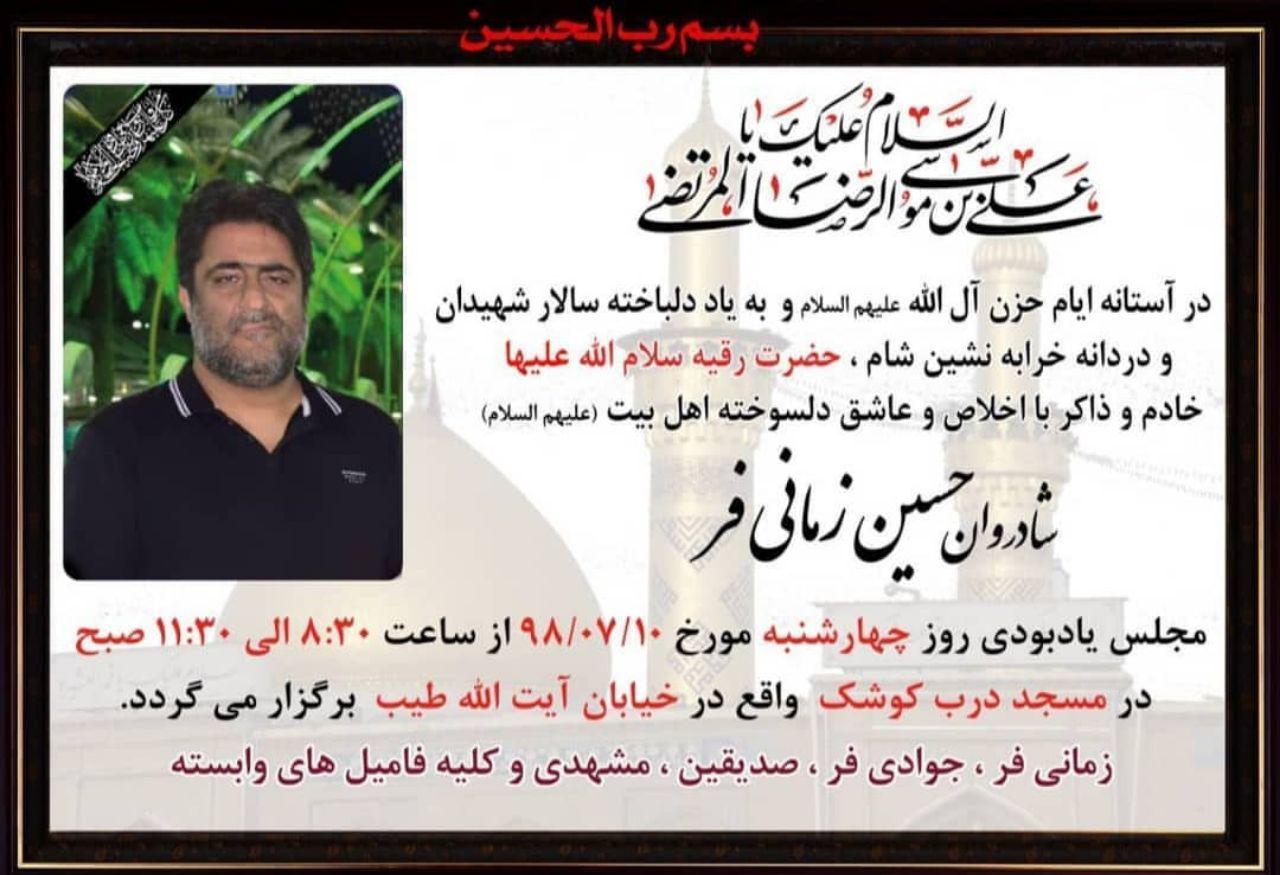 بسم رب الحسین
السلام علیک یا
علی بن موسی الرضا المرتضی
در آستانه ایام حزن آل الله علیهم السلام و به یاد دلباخته سالار شهیدان
و دردانه خرابه نشین شام ، حضرت رقیه سلام الله علیها
خادم و ذاکر با اخلاص و عاشق دلسوخته اهل بیت (علیهم السلام)
شادروان حسین زمانی فر
مجلس یادبودی روز چهارشنبه مورخ ۹۸/۰۷/۱۰ از ساعت ۸:۳۰ الی ۱۱:۳۰ صبح
در مسجد درب کوشک واقع در خیابان آیت الله طیب برگزار می گردد.
زمانی فر ، جوادی فر ، صدیقین ، مشهدی و کلیه فامیل های وابسته